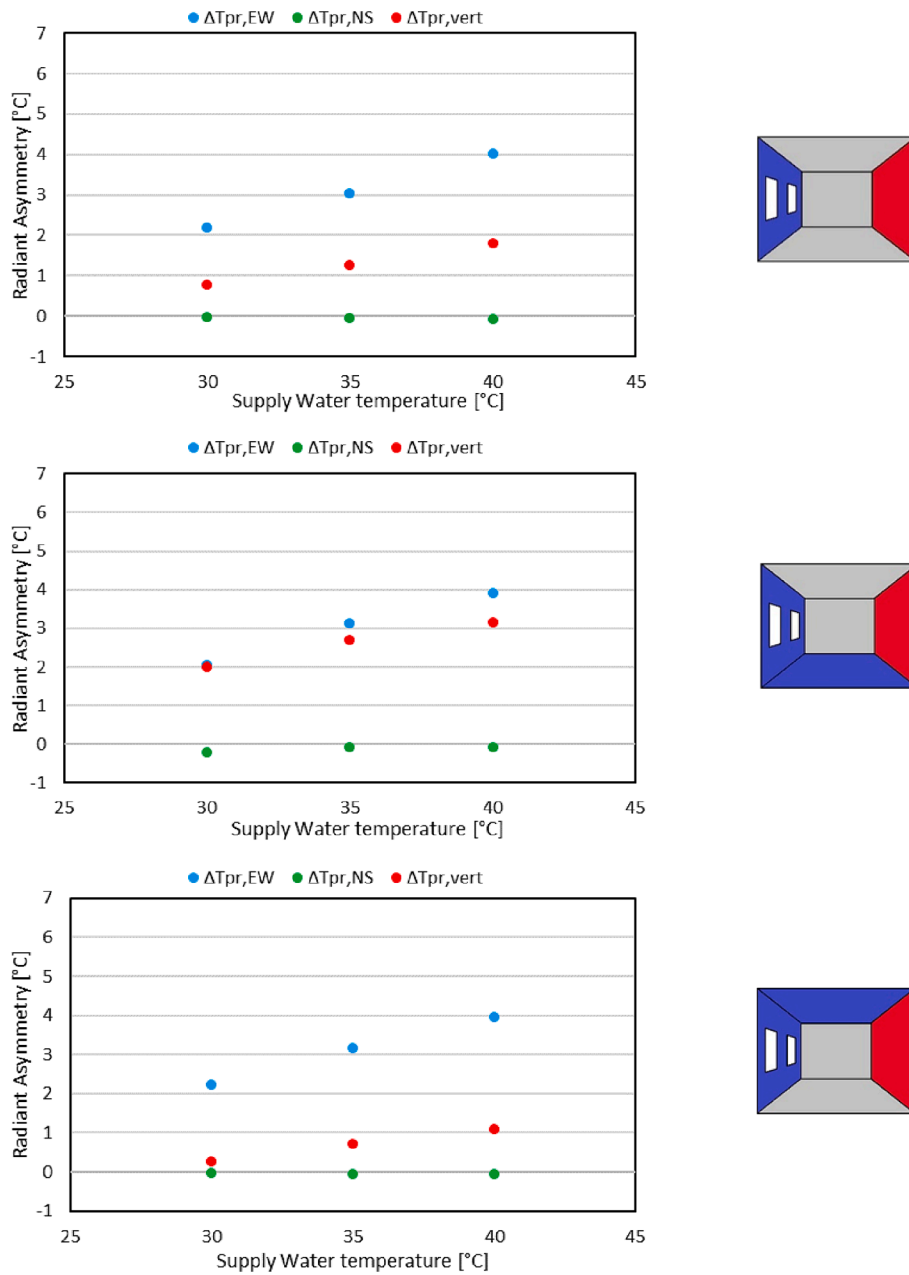 ΔTpr,EW ΔTpr,NS ΔTpr,vert
7
6
5
4
3
2
1
0
-1
Radiant Asymmetry [°C]
25 30 35 40 45
Supply Water temperature [°C]
ΔTpr,EW ΔTpr,NS ΔTpr,vert
7
6
5
4
3
2
1
0
-1
Radiant Asymmetry [°C]
25 30 35 40 45
Supply Water temperature [°C]
ΔTpr,EW ΔTpr,NS ΔTpr,vert
7
6
5
4
3
2
1
0
-1
Radiant Asymmetry [°C]
25 30 35 40 45
Supply Water temperature [°C]